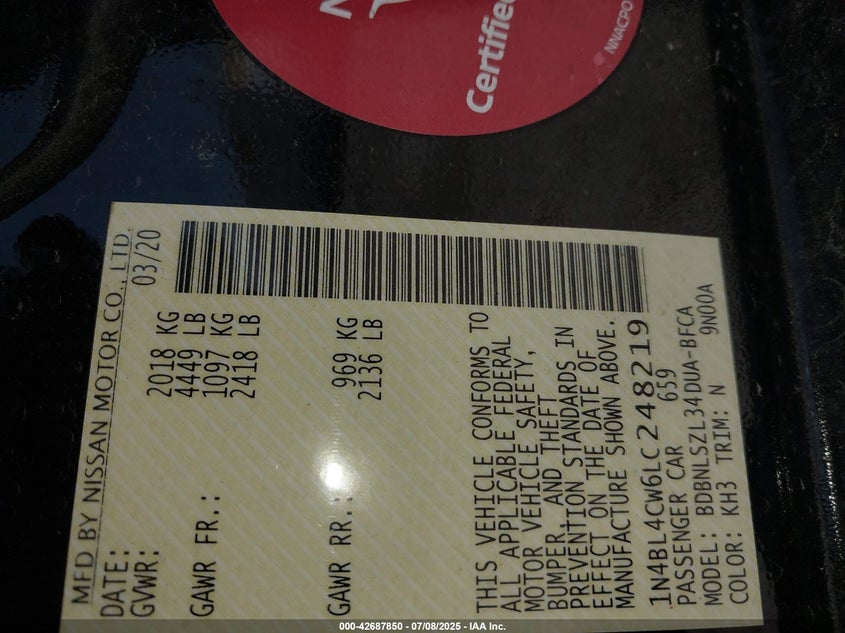 N
Certified
NNACPO
MFD BY NISSAN MOTOR CO., LTD.
DATE: 03/20
GVWR: 2018 KG
4449 LB
GAWR FR.: 1097 KG
2418 LB
GAWR RR.: 969 KG
2136 LB
THIS VEHICLE CONFORMS TO
ALL APPLICABLE FEDERAL
MOTOR VEHICLE SAFETY,
BUMPER, AND THEFT
PREVENTION STANDARDS IN
EFFECT ON THE DATE OF
MANUFACTURE SHOWN ABOVE.
1N4BL4CW6LC248219
PASSENGER CAR 659
MODEL: BDBNLSZL34DUA-BFCA
COLOR: KH3 TRIM: N 9N00A
000-42687850 - 07/08/2025 - IAA Inc.